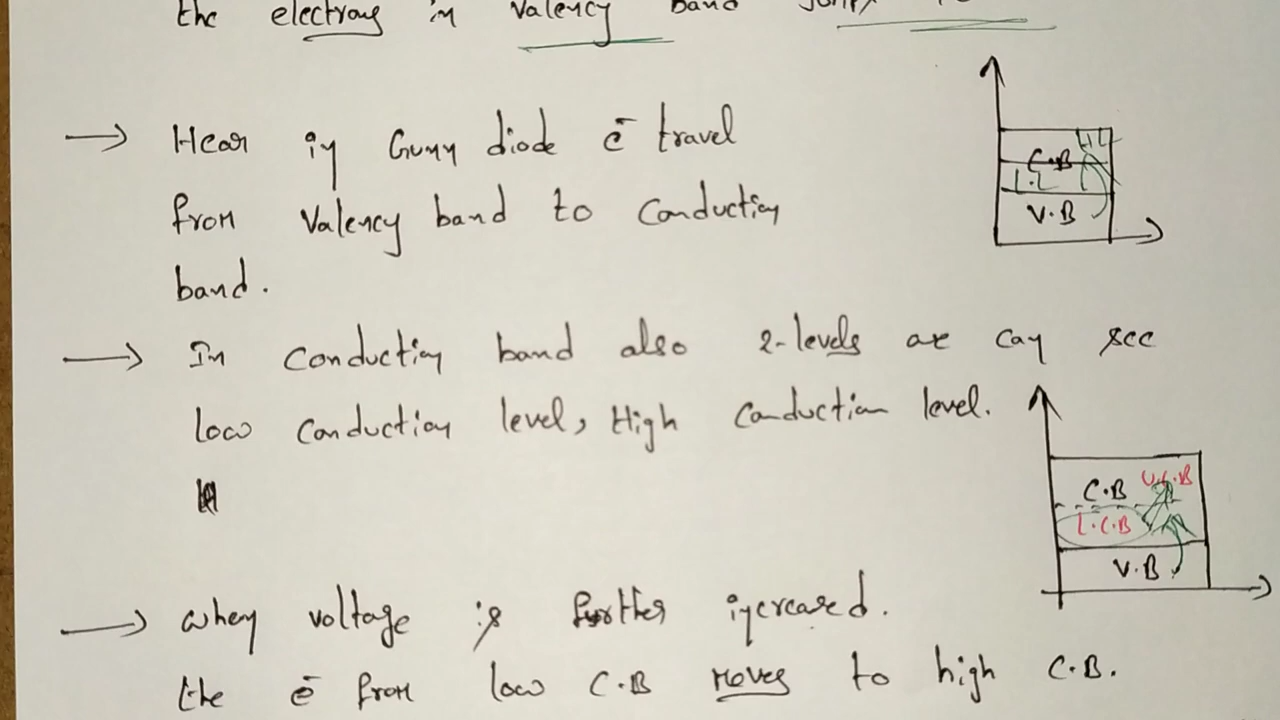 the electrons in Valency band
→ Hear in Gunn diode ē travel
from Valency band to Conduction
band.
→ In Conduction band also 2-levels are can see
low Conduction level, High Conduction level.
→ when voltage is further increased.
the ē from low C.B moves to high C.B.
C.B
L.L
V.B
C.B
U.C.B
L.C.B
V.B